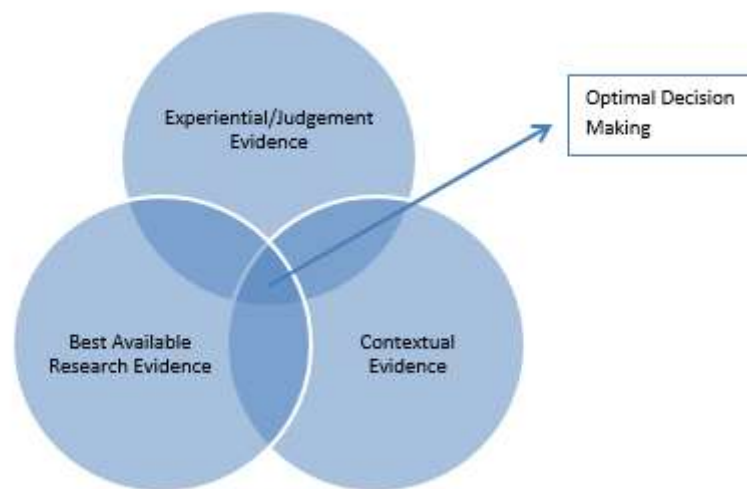 Experiential/Judgement
Evidence
Optimal Decision
Making
Best Available
Research Evidence
Contextual
Evidence